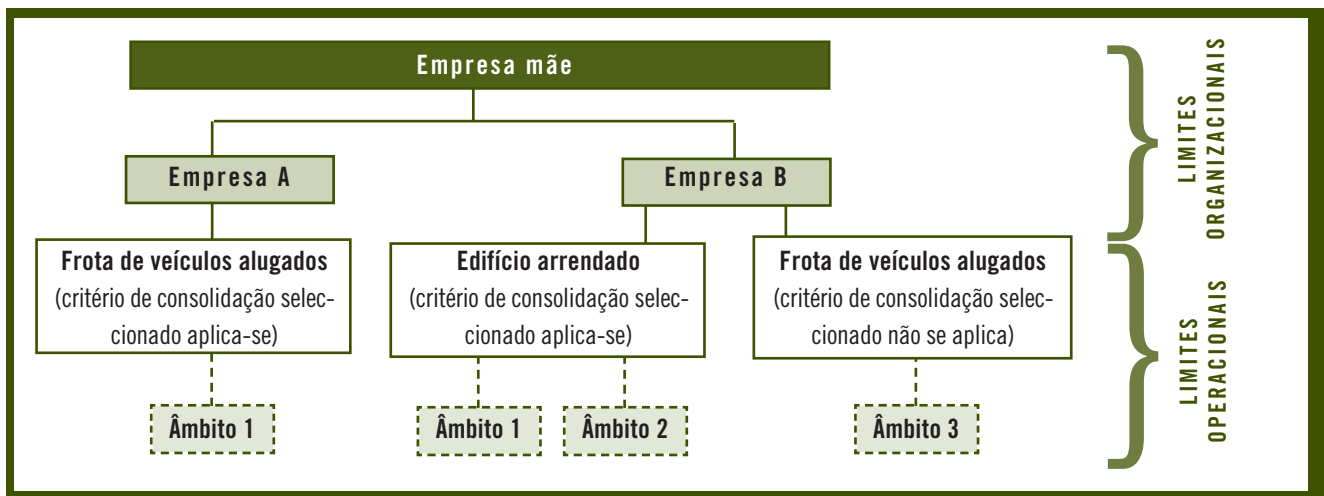 Empresa mãe
Empresa A
Empresa B
Frota de veículos alugados
(critério de consolidação selec-
cionado aplica-se)
Edifício arrendado
(critério de consolidação selec-
cionado aplica-se)
Frota de veículos alugados
(critério de consolidação selec-
cionado não se aplica)
Âmbito 1
Âmbito 1
Âmbito 2
Âmbito 3
LIMITES
ORGANIZACIONAIS
LIMITES
OPERACIONAIS